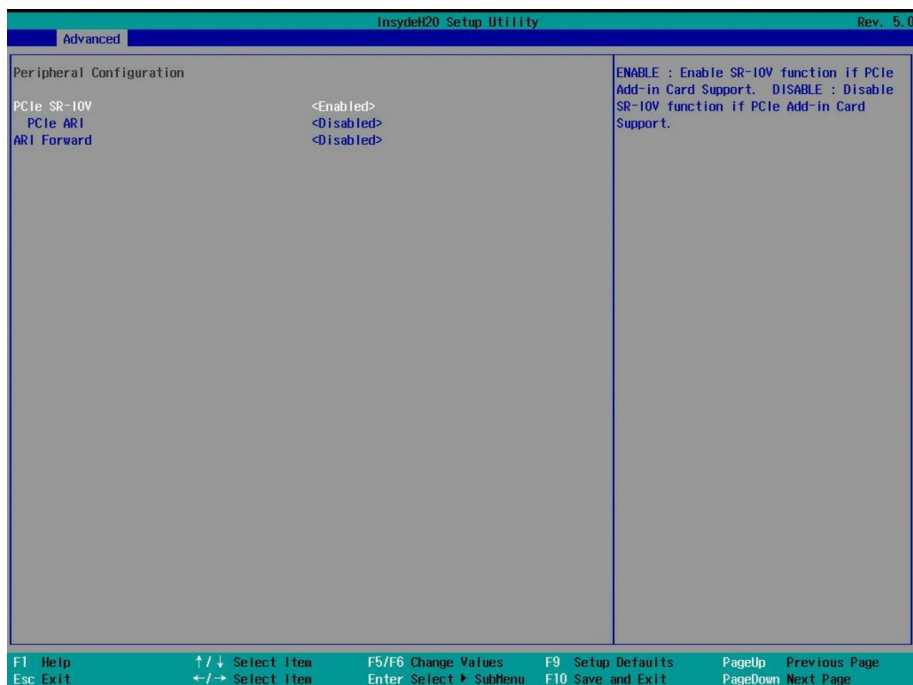 InsydeH20 Setup Utility Rev. 5.0
Advanced
Peripheral Configuration
PCIe SR-IOV <Enabled>
PCIe ARI <Disabled>
ARI Forward <Disabled>
ENABLE : Enable SR-IOV function if PCIe
Add-in Card Support. DISABLE : Disable
SR-IOV function if PCIe Add-in Card
Support.
F1 Help ↑/↓ Select Item F5/F6 Change Values F9 Setup Defaults PageUp Previous Page
Esc Exit ←/→ Select Item Enter Select ▶ SubMenu F10 Save and Exit PageDown Next Page